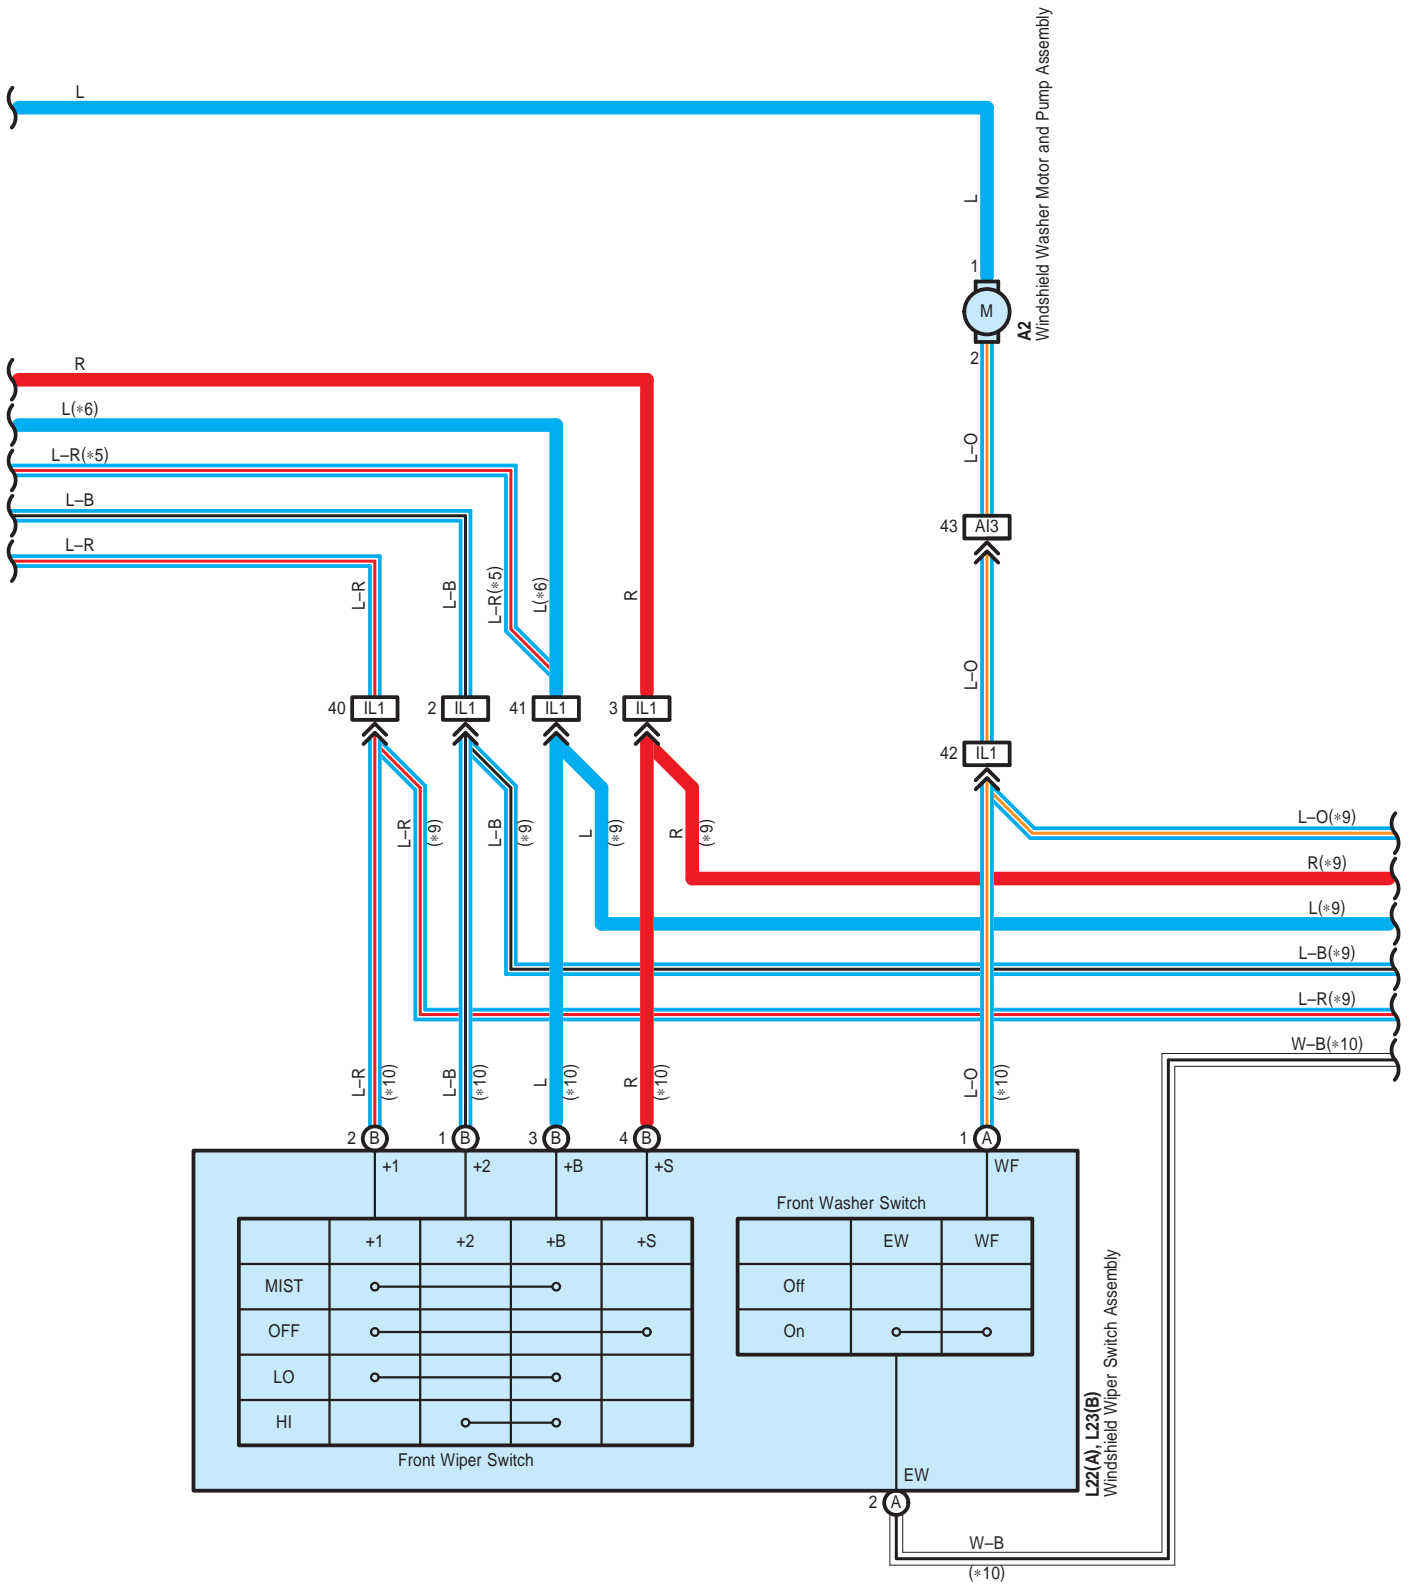 L
L
Windshield Washer Motor and Pump Assembly
A2
1
M
2
R
L(*6)
L–R(*5)
L–B
L–R
L–O
43 AI3
L–R
L–B
L–R(*5)
L(*6)
R
L–O
40 IL1
2 IL1
41 IL1
3 IL1
42 IL1
L–R
(*9)
L–B
(*9)
L
(*9)
R
(*9)
L–O(*9)
R(*9)
L(*9)
L–B(*9)
L–R(*9)
W–B(*10)
L–R
(*10)
L–B
(*10)
L
(*10)
R
(*10)
L–O
(*10)
2 B
1 B
3 B
4 B
1 A
+1
+2
+B
+S
WF
Front Washer Switch
+1 +2 +B +S
MIST
OFF
LO
HI
Front Wiper Switch
EW WF
Off
On
L22(A), L23(B)
Windshield Wiper Switch Assembly
EW
2 A
W–B
(*10)